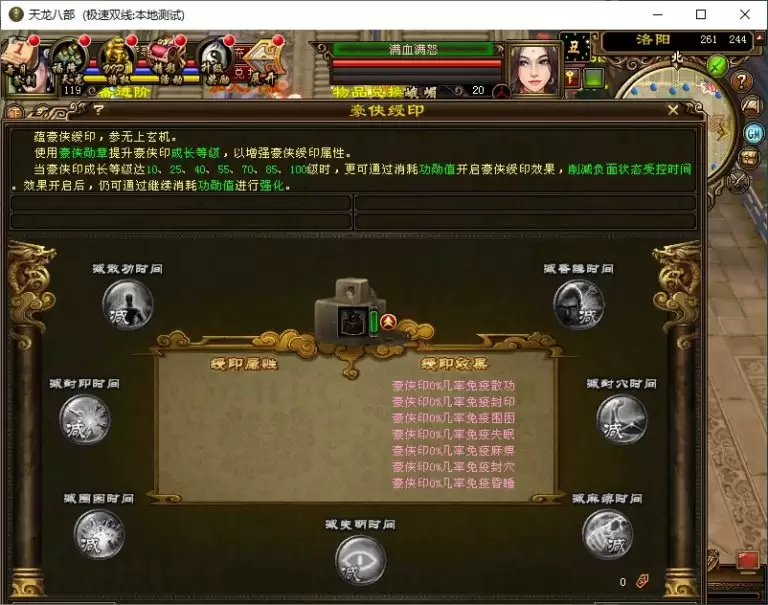 天龙八部 (极速双线:本地测试)
满血满怒
丑
洛阳 261 244
北
119
20
GM
豪侠绶印
?
蕴豪侠绶印，参无上玄机。
使用豪侠勋章提升豪侠印成长等级，以增强豪侠绶印属性。
当豪侠印成长等级达10、25、40、55、70、85、100级时，更可通过消耗功勋值开启豪侠绶印效果，削减负面状态受控时间
。效果开启后，仍可通过继续消耗功勋值进行强化。
减散功时间
减
减昏睡时间
减
绶印属性
绶印效果
减封印时间
减
减封穴时间
减
豪侠印0%几率免疫散功
豪侠印0%几率免疫封印
豪侠印0%几率免疫围困
豪侠印0%几率免疫失眠
豪侠印0%几率免疫麻痹
豪侠印0%几率免疫封穴
豪侠印0%几率免疫昏睡
减围困时间
减
减失明时间
减
减麻痹时间
减
0